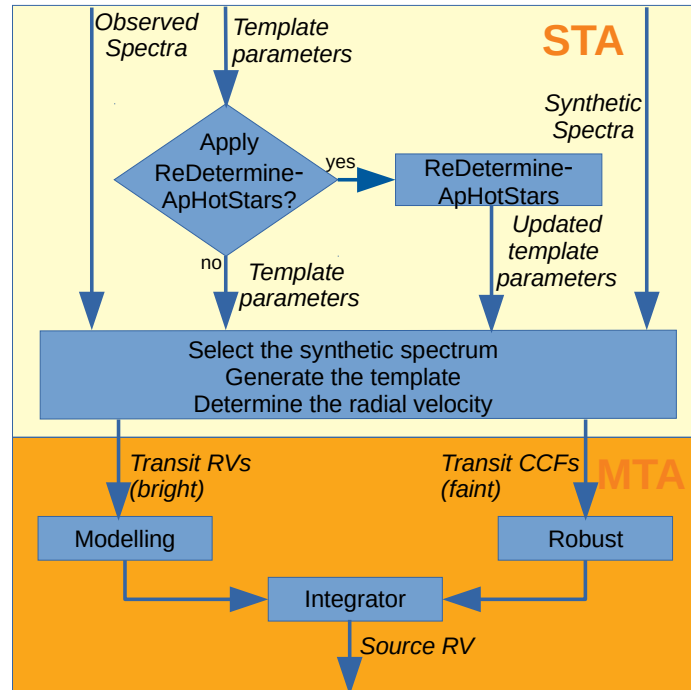 Observed
Spectra
Template
parameters
STA
Synthetic
Spectra
Apply
ReDetermine-
ApHotStars?
yes
ReDetermine-
ApHotStars
no
Template
parameters
Updated
template
parameters
Select the synthetic spectrum
Generate the template
Determine the radial velocity
Transit RVs
(bright)
Transit CCFs
(faint)
MTA
Modelling
Robust
Integrator
Source RV